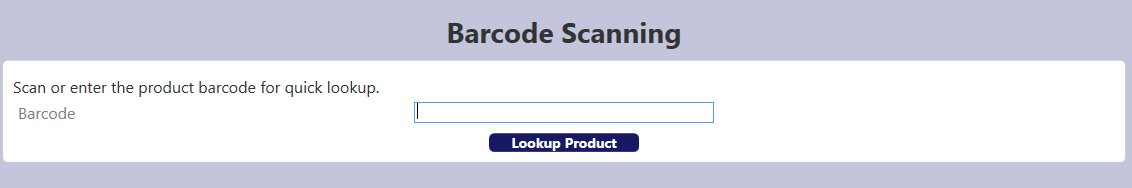 Barcode Scanning
Scan or enter the product barcode for quick lookup.
Barcode
Lookup Product